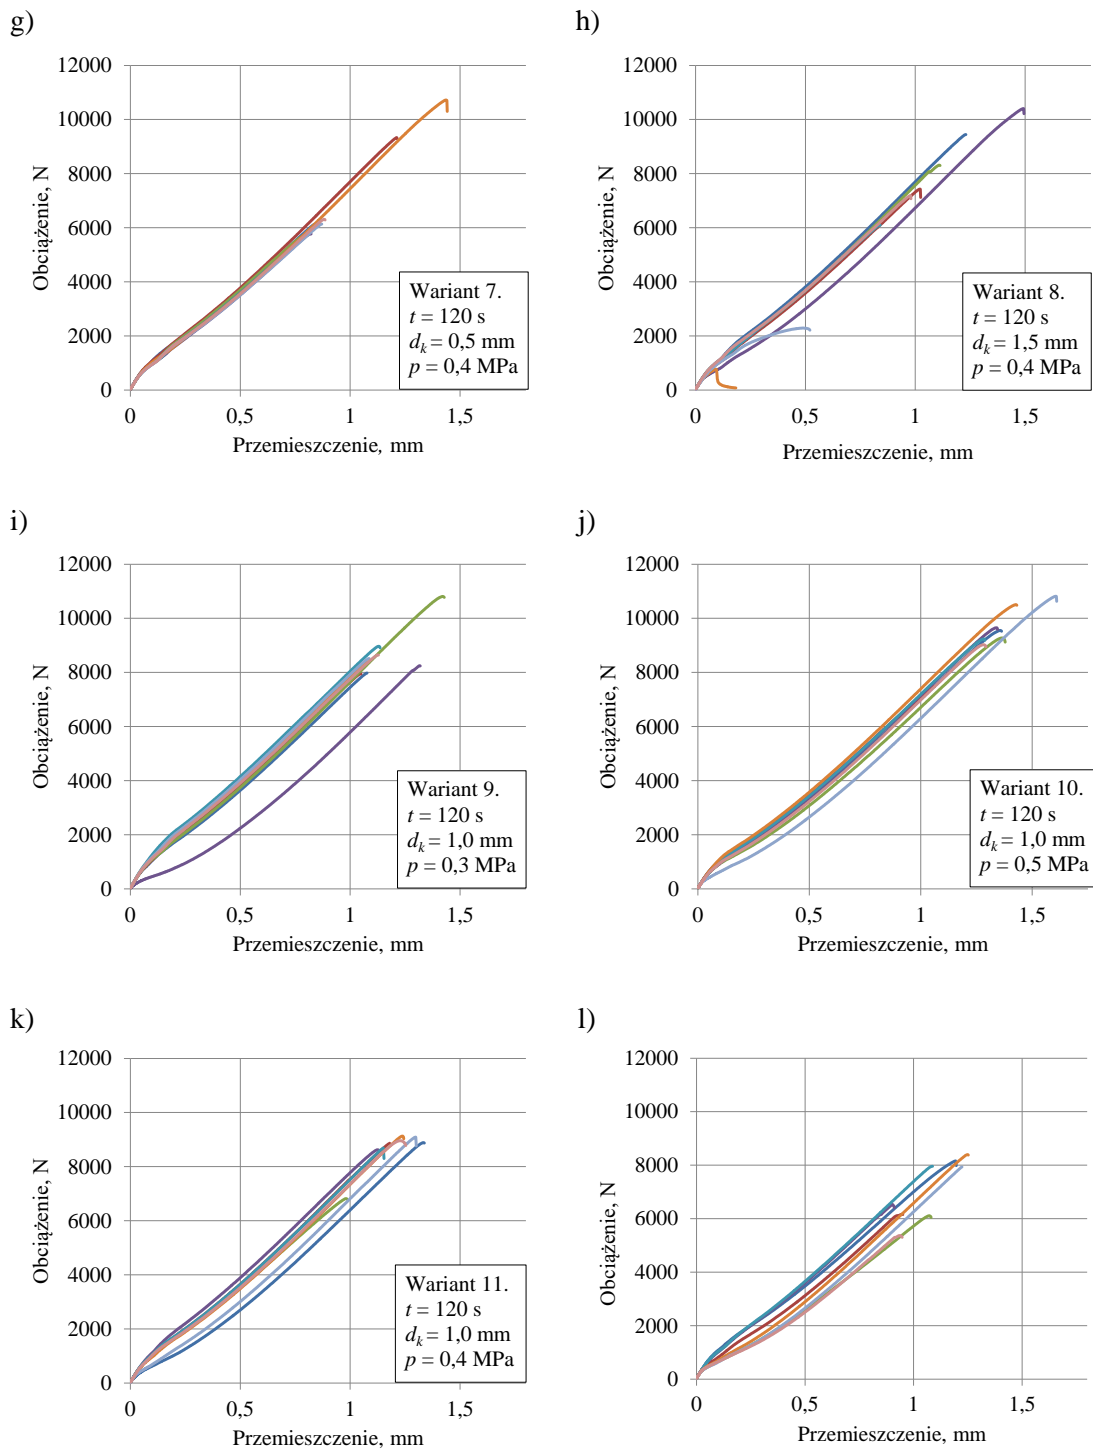 g)
12000
10000
8000
6000
4000
2000
0
0
0,5
1
1,5
Obciążenie, N
Przemieszczenie, mm
Wariant 7.
t = 120 s
dk = 0,5 mm
p = 0,4 MPa
h)
12000
10000
8000
6000
4000
2000
0
0
0,5
1
1,5
Obciążenie, N
Przemieszczenie, mm
Wariant 8.
t = 120 s
dk = 1,5 mm
p = 0,4 MPa
i)
12000
10000
8000
6000
4000
2000
0
0
0,5
1
1,5
Obciążenie, N
Przemieszczenie, mm
Wariant 9.
t = 120 s
dk = 1,0 mm
p = 0,3 MPa
j)
12000
10000
8000
6000
4000
2000
0
0
0,5
1
1,5
Obciążenie, N
Przemieszczenie, mm
Wariant 10.
t = 120 s
dk = 1,0 mm
p = 0,5 MPa
k)
12000
10000
8000
6000
4000
2000
0
0
0,5
1
1,5
Obciążenie, N
Przemieszczenie, mm
Wariant 11.
t = 120 s
dk = 1,0 mm
p = 0,4 MPa
l)
12000
10000
8000
6000
4000
2000
0
0
0,5
1
1,5
Obciążenie, N
Przemieszczenie, mm